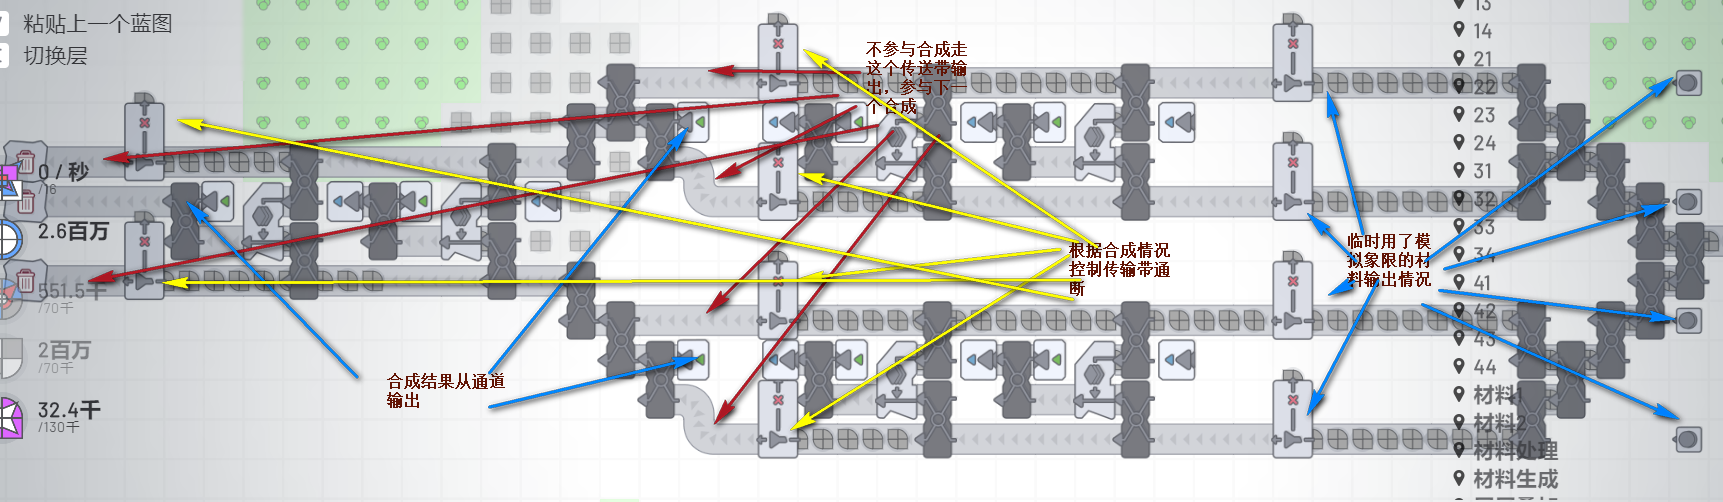 粘贴上一个蓝图
切换层
0 / 秒
/16
2.6百万
551.5千
/70千
2百万
/70千
32.4千
/130千
合成结果从通道
输出
不参与合成走
这个传送带输
出，参与下一
个合成
根据合成情况
控制传输带通
断
临时用了模
拟象限的材
料输出情况
13
14
21
22
23
24
31
32
33
34
41
42
43
44
材料1
材料2
材料处理
材料生成